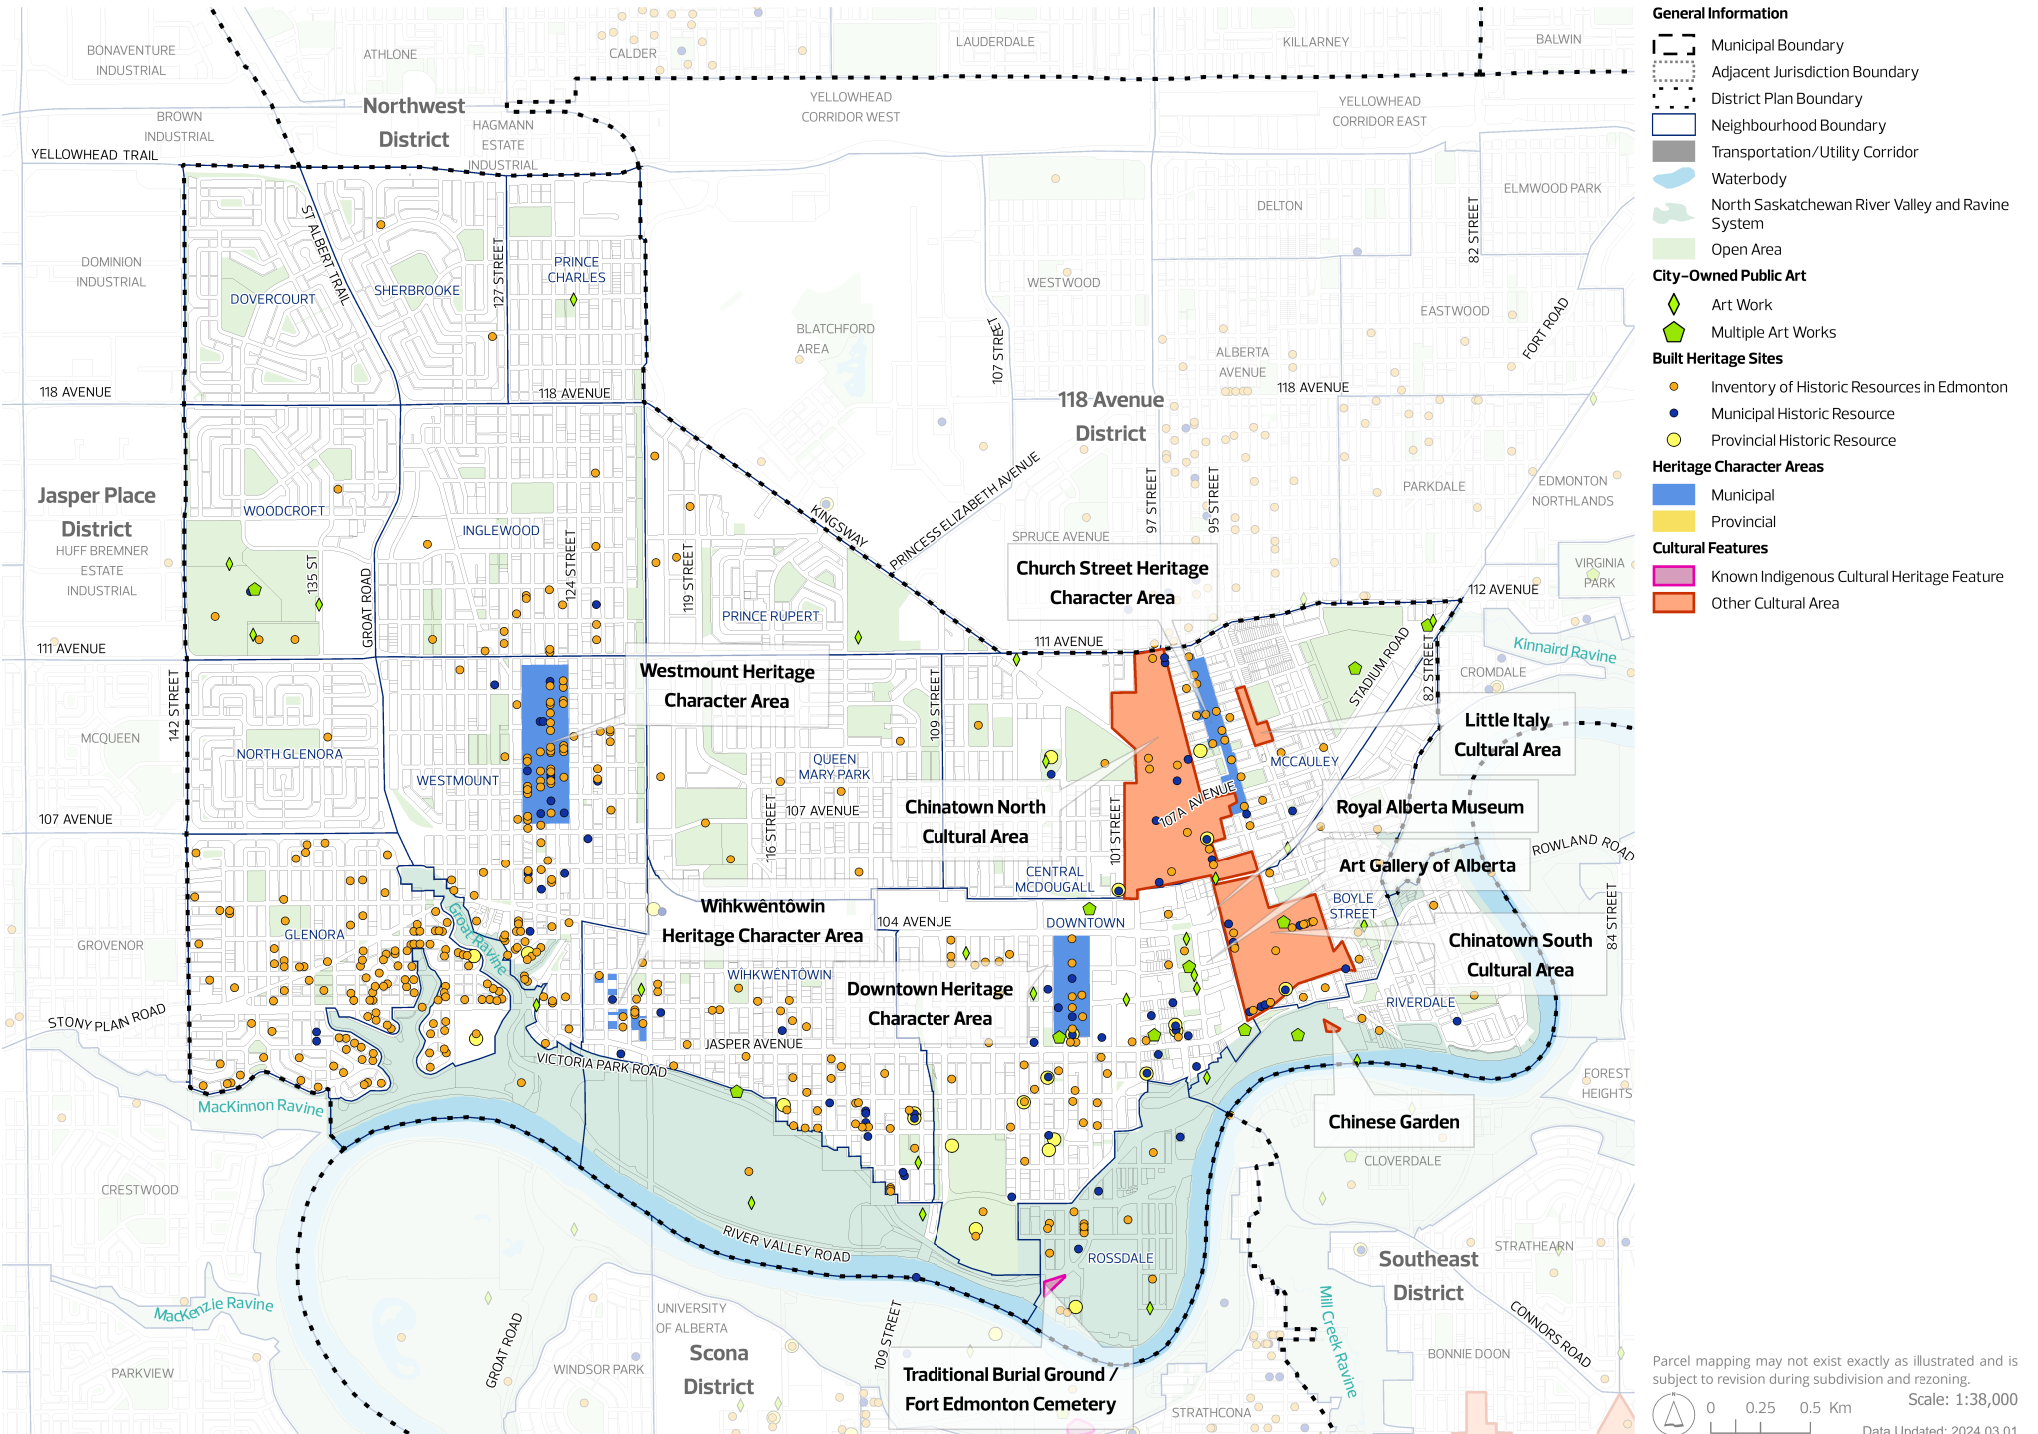 BONAVENTURE
INDUSTRIAL
ATHLONE
CALDER
LAUDERDALE
KILLARNEY
BALWIN
Northwest
District
BROWN
INDUSTRIAL
HAGMANN
ESTATE
INDUSTRIAL
YELLOWHEAD
CORRIDOR WEST
YELLOWHEAD
CORRIDOR EAST
YELLOWHEAD TRAIL
ST ALBERT TRAIL
127 STREET
DOMINION
INDUSTRIAL
DOVERCOURT
SHERBROOKE
PRINCE
CHARLES
BLATCHFORD
AREA
WESTWOOD
DELTON
ELMWOOD PARK
82 STREET
EASTWOOD
FORT ROAD
107 STREET
ALBERTA
AVENUE
118 AVENUE
118 AVENUE
118 AVENUE
118 Avenue
District
Jasper Place
District
HUFF BREMNER
ESTATE
INDUSTRIAL
WOODCROFT
INGLEWOOD
135 ST
GROAT ROAD
124 STREET
119 STREET
KINGSWAY
PRINCESS ELIZABETH AVENUE
SPRUCE AVENUE
97 STREET
95 STREET
PARKDALE
EDMONTON
NORTHLANDS
VIRGINIA
PARK
PRINCE RUPERT
Church Street Heritage
Character Area
112 AVENUE
111 AVENUE
111 AVENUE
Kinnaird Ravine
CROMDALE
STADIUM ROAD
82 STREET
142 STREET
MCQUEEN
NORTH GLENORA
WESTMOUNT
Westmount Heritage
Character Area
109 STREET
QUEEN
MARY PARK
116 STREET
107 AVENUE
107 AVENUE
Chinatown North
Cultural Area
101 STREET
107A AVENUE
MCCAULEY
Little Italy
Cultural Area
Royal Alberta Museum
Art Gallery of Alberta
ROWLAND ROAD
CENTRAL
MCDOUGALL
BOYLE
STREET
84 STREET
GROVENOR
GLENORA
Groat Ravine
Wîhkwêntôwin
Heritage Character Area
104 AVENUE
DOWNTOWN
WÎHKWÊNTÔWIN
Downtown Heritage
Character Area
Chinatown South
Cultural Area
RIVERDALE
STONY PLAIN ROAD
JASPER AVENUE
VICTORIA PARK ROAD
MacKinnon Ravine
FOREST
HEIGHTS
Chinese Garden
CLOVERDALE
CRESTWOOD
RIVER VALLEY ROAD
ROSSDALE
Southeast
District
STRATHEARN
MacKenzie Ravine
UNIVERSITY
OF ALBERTA
GROAT ROAD
109 STREET
Mill Creek Ravine
CONNORS ROAD
PARKVIEW
WINDSOR PARK
Scona
District
Traditional Burial Ground /
Fort Edmonton Cemetery
STRATHCONA
BONNIE DOON
General Information
Municipal Boundary
Adjacent Jurisdiction Boundary
District Plan Boundary
Neighbourhood Boundary
Transportation/Utility Corridor
Waterbody
North Saskatchewan River Valley and Ravine
System
Open Area
City-Owned Public Art
Art Work
Multiple Art Works
Built Heritage Sites
Inventory of Historic Resources in Edmonton
Municipal Historic Resource
Provincial Historic Resource
Heritage Character Areas
Municipal
Provincial
Cultural Features
Known Indigenous Cultural Heritage Feature
Other Cultural Area
Parcel mapping may not exist exactly as illustrated and is
subject to revision during subdivision and rezoning.
Scale: 1:38,000
N
0 0.25 0.5 Km
Data Updated: 2024.03.01